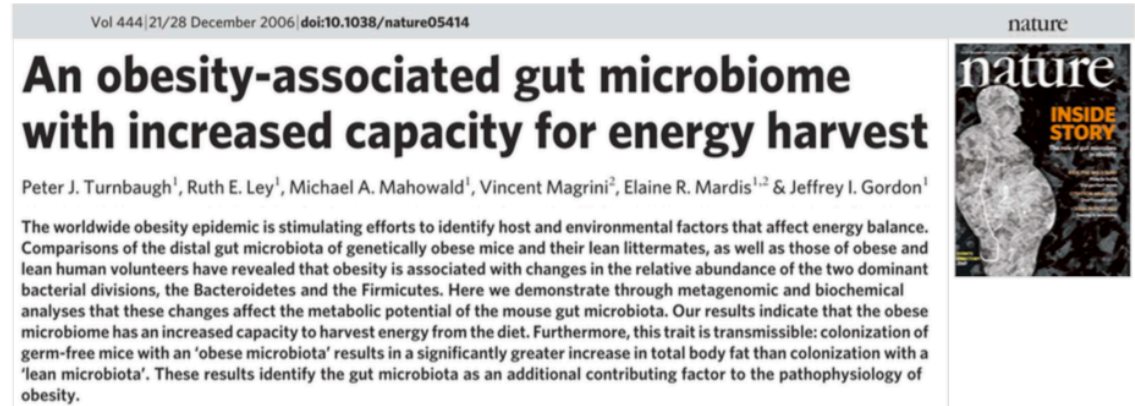 Vol 444|21/28 December 2006|doi:10.1038/nature05414
nature
An obesity-associated gut microbiome
with increased capacity for energy harvest
Peter J. Turnbaugh¹, Ruth E. Ley¹, Michael A. Mahowald¹, Vincent Magrini², Elaine R. Mardis¹,² & Jeffrey I. Gordon¹
The worldwide obesity epidemic is stimulating efforts to identify host and environmental factors that affect energy balance.
Comparisons of the distal gut microbiota of genetically obese mice and their lean littermates, as well as those of obese and
lean human volunteers have revealed that obesity is associated with changes in the relative abundance of the two dominant
bacterial divisions, the Bacteroidetes and the Firmicutes. Here we demonstrate through metagenomic and biochemical
analyses that these changes affect the metabolic potential of the mouse gut microbiota. Our results indicate that the obese
microbiome has an increased capacity to harvest energy from the diet. Furthermore, this trait is transmissible: colonization of
germ-free mice with an 'obese microbiota' results in a significantly greater increase in total body fat than colonization with a
'lean microbiota'. These results identify the gut microbiota as an additional contributing factor to the pathophysiology of
obesity.
nature
INSIDE
STORY